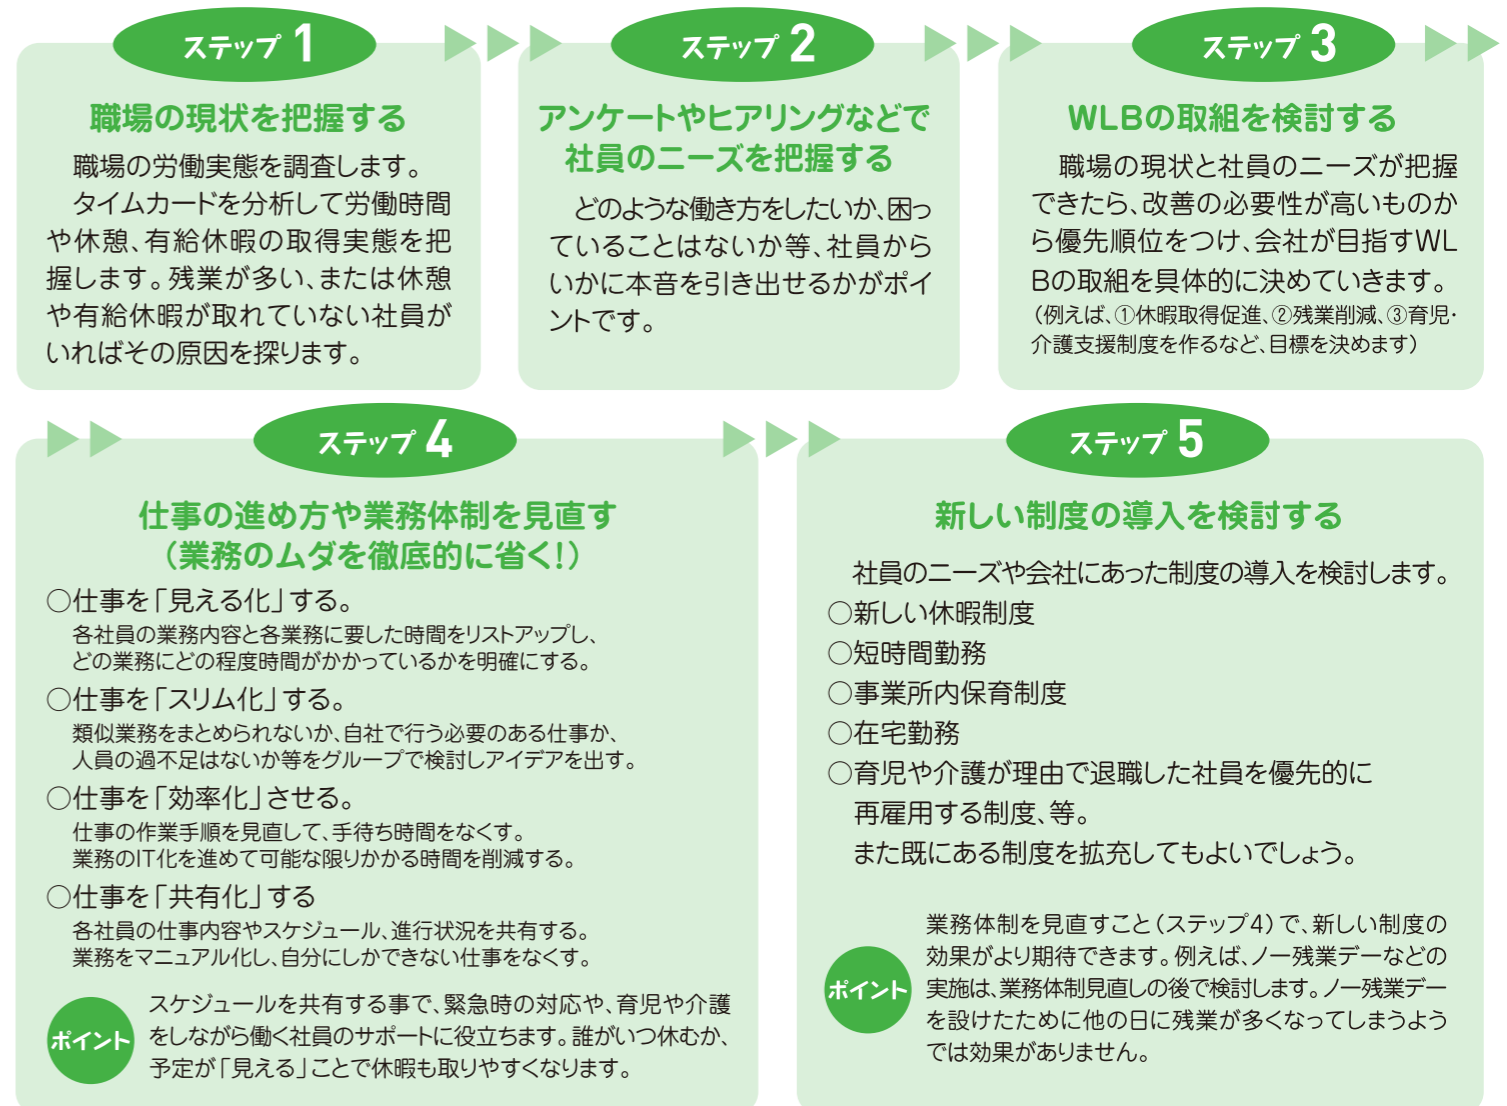 ステップ 1
職場の現状を把握する
職場の労働実態を調査します。
タイムカードを分析して労働時間
や休憩、有給休暇の取得実態を把
握します。残業が多い、または休憩
や有給休暇が取れていない社員が
いればその原因を探ります。
ステップ 2
アンケートやヒアリングなどで
社員のニーズを把握する
どのような働き方をしたいか、困っ
ていることはないか等、社員から
いかに本音を引き出せるかがポイ
ントです。
ステップ 3
WLBの取組を検討する
職場の現状と社員のニーズが把握
できたら、改善の必要性が高いものか
ら優先順位をつけ、会社が目指すWL
Bの取組を具体的に決めていきます。
（例えば、①休暇取得促進、②残業削減、③育児・
介護支援制度を作るなど、目標を決めます）
ステップ 4
仕事の進め方や業務体制を見直す
（業務のムダを徹底的に省く!）
○仕事を「見える化」する。
各社員の業務内容と各業務に要した時間をリストアップし、
どの業務にどの程度時間がかかっているかを明確にする。
○仕事を「スリム化」する。
類似業務をまとめられないか、自社で行う必要のある仕事か、
人員の過不足はないか等をグループで検討しアイデアを出す。
○仕事を「効率化」させる。
仕事の作業手順を見直して、手待ち時間をなくす。
業務のIT化を進めて可能な限りかかる時間を削減する。
○仕事を「共有化」する
各社員の仕事内容やスケジュール、進行状況を共有する。
業務をマニュアル化し、自分にしかできない仕事をなくす。
ポイント
スケジュールを共有する事で、緊急時の対応や、育児や介護
をしながら働く社員のサポートに役立ちます。誰がいつ休むか、
予定が「見える」ことで休暇も取りやすくなります。
ステップ 5
新しい制度の導入を検討する
社員のニーズや会社にあった制度の導入を検討します。
○新しい休暇制度
○短時間勤務
○事業所内保育制度
○在宅勤務
○育児や介護が理由で退職した社員を優先的に
再雇用する制度、等。
また既にある制度を拡充してもよいでしょう。
ポイント
業務体制を見直すこと（ステップ4）で、新しい制度の
効果がより期待できます。例えば、ノー残業デーなどの
実施は、業務体制見直しの後で検討します。ノー残業デー
を設けたために他の日に残業が多くなってしまうよう
では効果がありません。